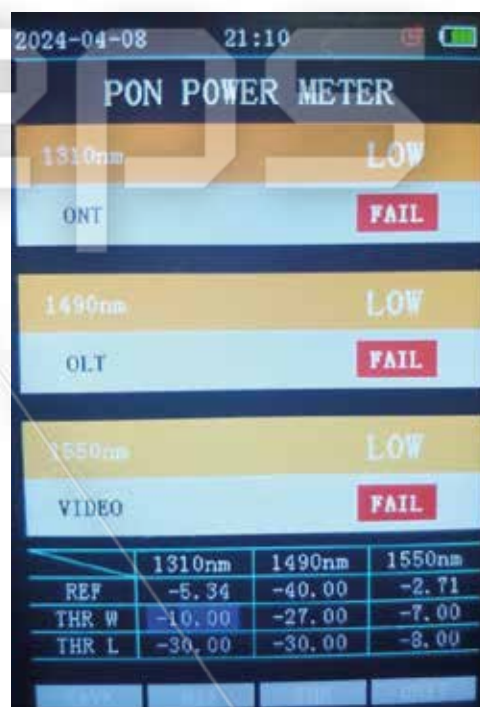 2024-04-08 21:10
PON POWER METER
1310nm LOW
ONT FAIL
1490nm LOW
OLT FAIL
1550nm LOW
VIDEO FAIL
1310nm 1490nm 1550nm
REF -5.34 -40.00 -2.71
THR W -10.00 -27.00 -7.00
THR L -30.00 -30.00 -8.00